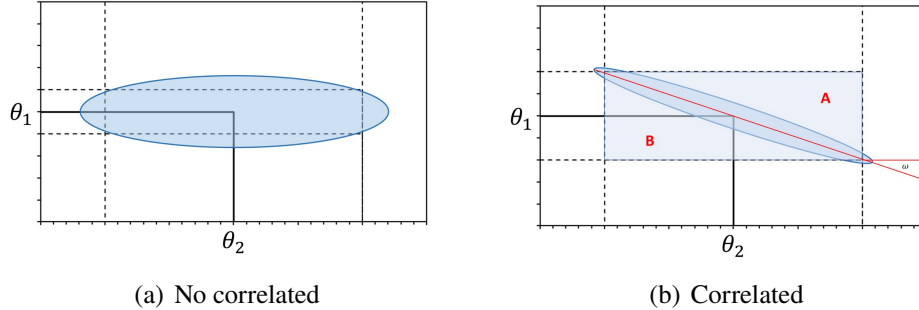 θ₁
θ₂
(a) No correlated
A
θ₁
B
ω
θ₂
(b) Correlated